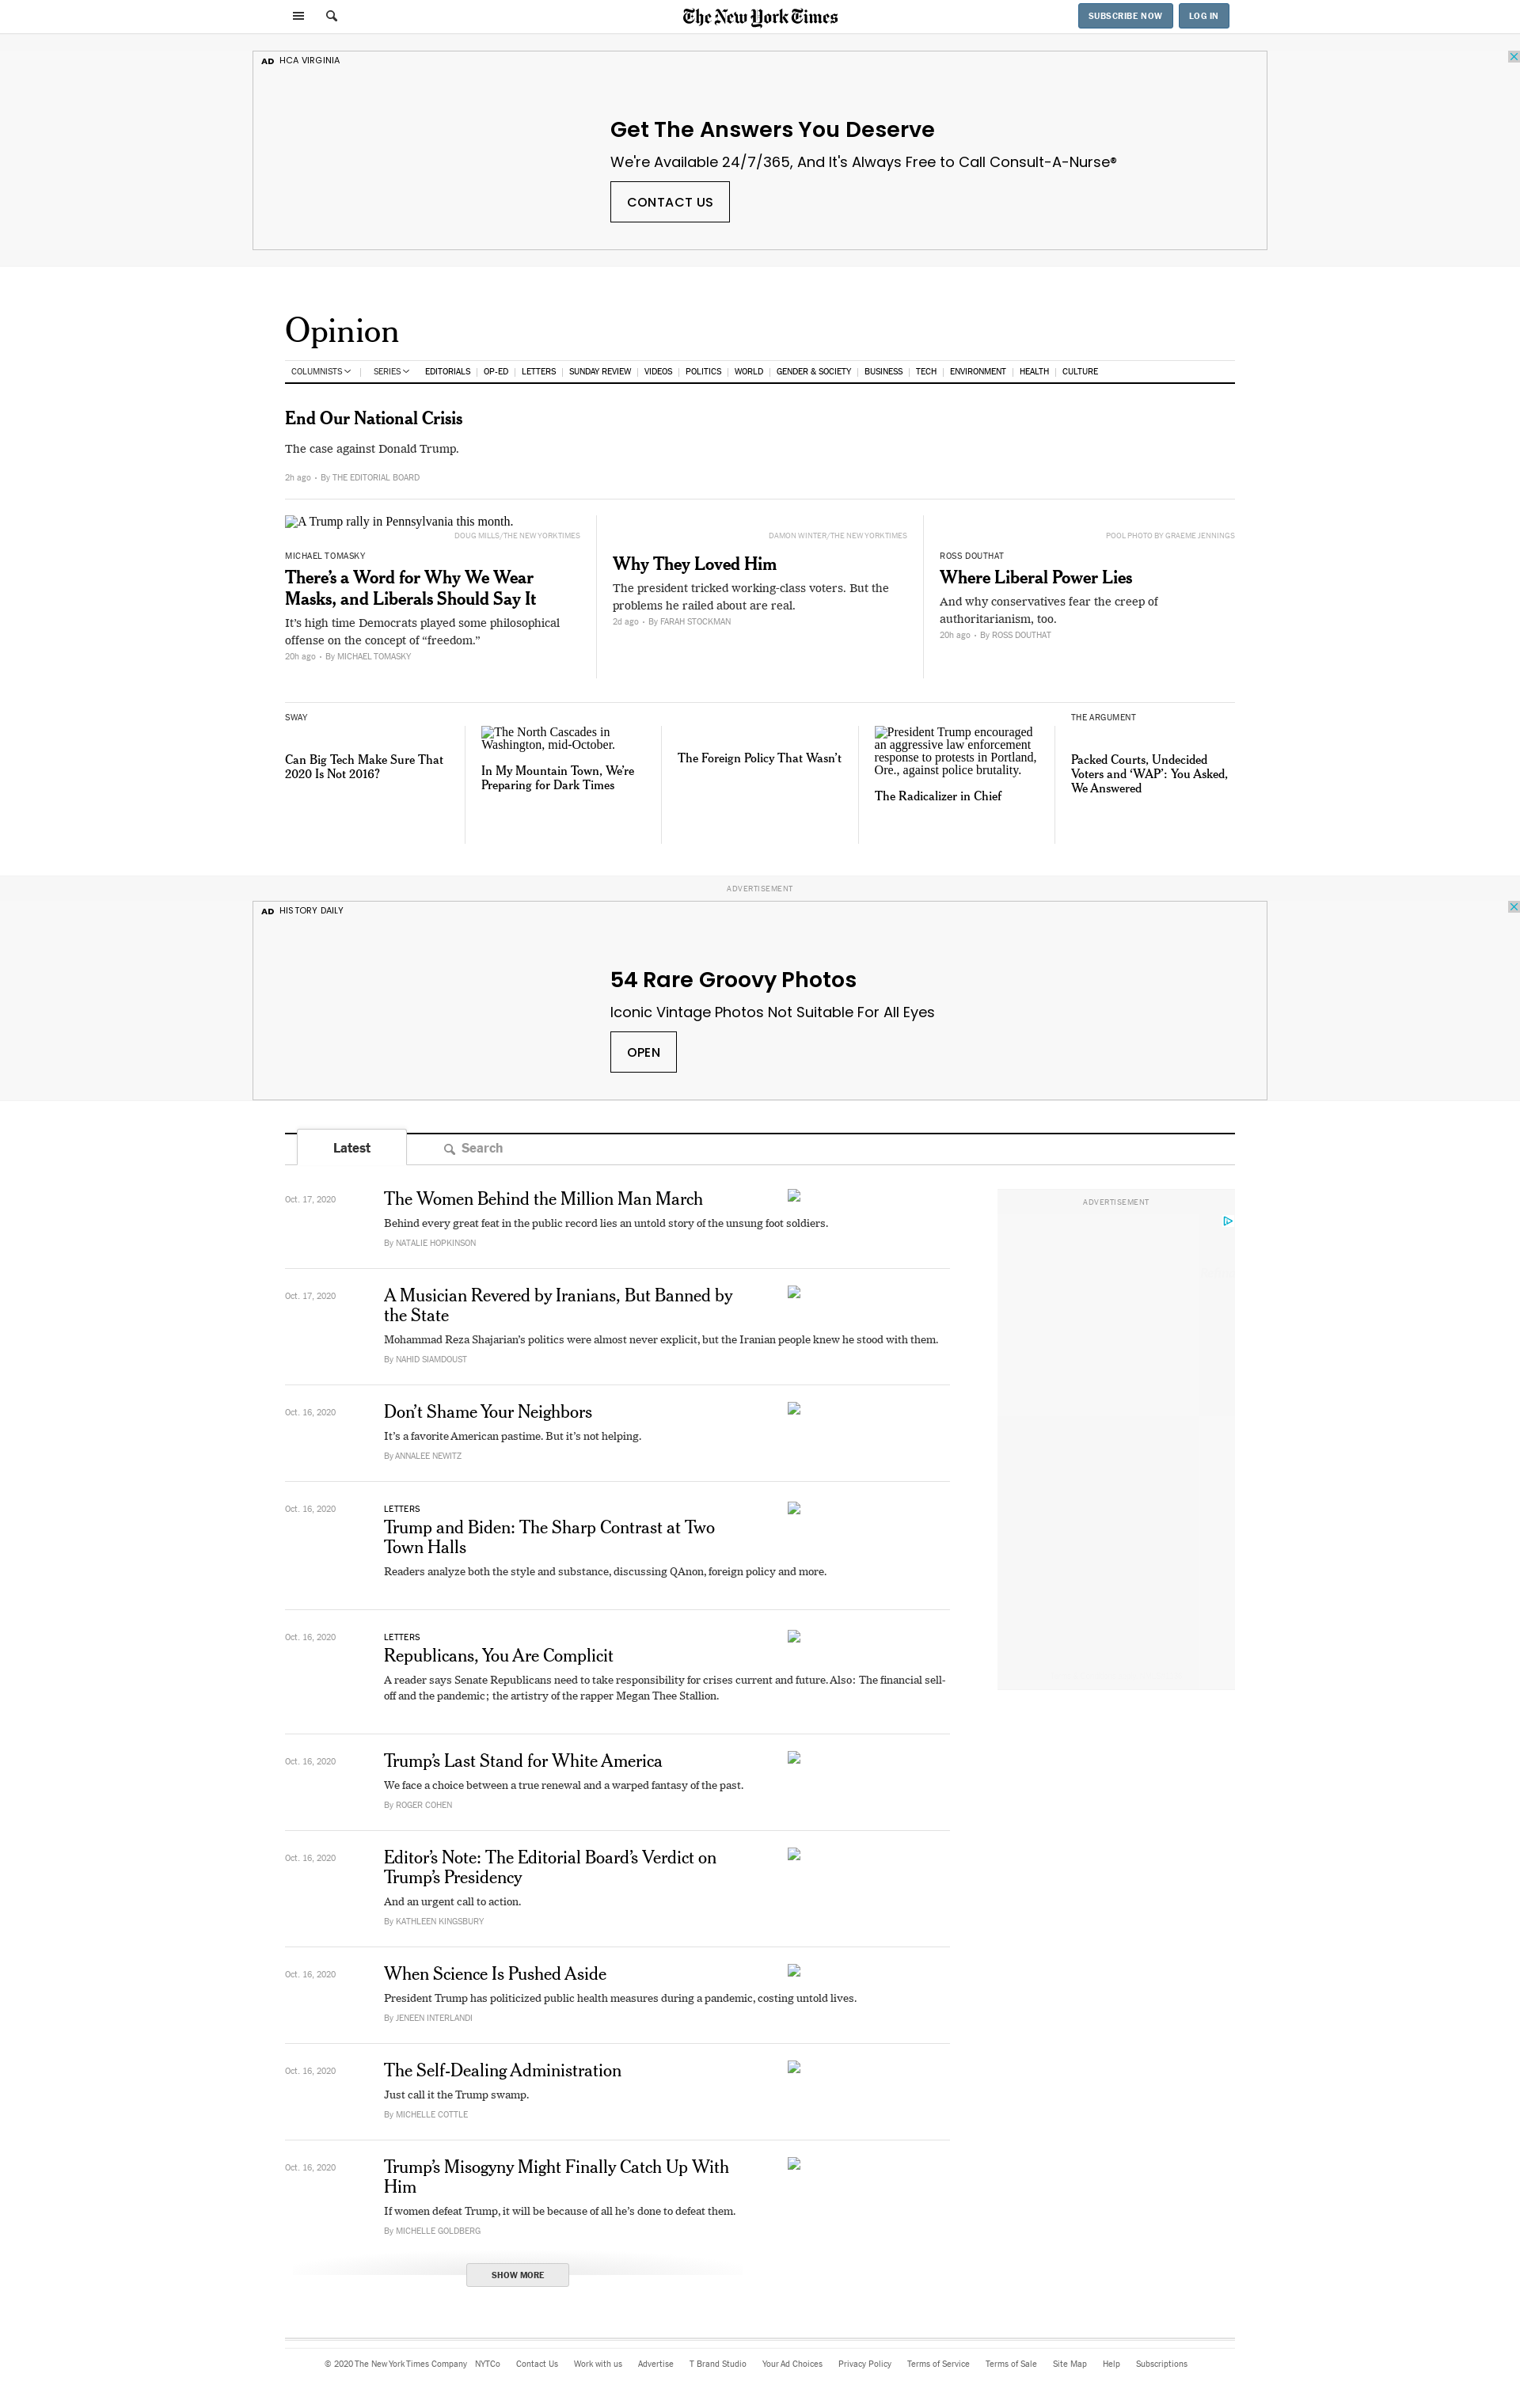 The New York Times
SUBSCRIBE NOW
LOG IN
AD HCA VIRGINIA
Get The Answers You Deserve
We're Available 24/7/365, And It's Always Free to Call Consult-A-Nurse®
CONTACT US
Opinion
COLUMNISTS SERIES EDITORIALS OP-ED LETTERS SUNDAY REVIEW VIDEOS POLITICS WORLD GENDER & SOCIETY BUSINESS TECH ENVIRONMENT HEALTH CULTURE
End Our National Crisis
The case against Donald Trump.
2h ago • By THE EDITORIAL BOARD
A Trump rally in Pennsylvania this month.
DOUG MILLS/THE NEW YORK TIMES
MICHAEL TOMASKY
There’s a Word for Why We Wear
Masks, and Liberals Should Say It
It’s high time Democrats played some philosophical
offense on the concept of “freedom.”
20h ago • By MICHAEL TOMASKY
DAMON WINTER/THE NEW YORK TIMES
Why They Loved Him
The president tricked working-class voters. But the
problems he railed about are real.
2d ago • By FARAH STOCKMAN
POOL PHOTO BY GRAEME JENNINGS
ROSS DOUTHAT
Where Liberal Power Lies
And why conservatives fear the creep of
authoritarianism, too.
20h ago • By ROSS DOUTHAT
SWAY
Can Big Tech Make Sure That
2020 Is Not 2016?
The North Cascades in
Washington, mid-October.
In My Mountain Town, We’re
Preparing for Dark Times
The Foreign Policy That Wasn’t
President Trump encouraged
an aggressive law enforcement
response to protests in Portland,
Ore., against police brutality.
The Radicalizer in Chief
THE ARGUMENT
Packed Courts, Undecided
Voters and ‘WAP’: You Asked,
We Answered
ADVERTISEMENT
AD HISTORY DAILY
54 Rare Groovy Photos
Iconic Vintage Photos Not Suitable For All Eyes
OPEN
Latest
Search
ADVERTISEMENT
Oct. 17, 2020
The Women Behind the Million Man March
Behind every great feat in the public record lies an untold story of the unsung foot soldiers.
By NATALIE HOPKINSON
Oct. 17, 2020
A Musician Revered by Iranians, But Banned by
the State
Mohammad Reza Shajarian’s politics were almost never explicit, but the Iranian people knew he stood with them.
By NAHID SIAMDOUST
Oct. 16, 2020
Don’t Shame Your Neighbors
It’s a favorite American pastime. But it’s not helping.
By ANNALEE NEWITZ
Oct. 16, 2020
LETTERS
Trump and Biden: The Sharp Contrast at Two
Town Halls
Readers analyze both the style and substance, discussing QAnon, foreign policy and more.
Oct. 16, 2020
LETTERS
Republicans, You Are Complicit
A reader says Senate Republicans need to take responsibility for crises current and future. Also: The financial sell-
off and the pandemic; the artistry of the rapper Megan Thee Stallion.
Oct. 16, 2020
Trump’s Last Stand for White America
We face a choice between a true renewal and a warped fantasy of the past.
By ROGER COHEN
Oct. 16, 2020
Editor’s Note: The Editorial Board’s Verdict on
Trump’s Presidency
And an urgent call to action.
By KATHLEEN KINGSBURY
Oct. 16, 2020
When Science Is Pushed Aside
President Trump has politicized public health measures during a pandemic, costing untold lives.
By JENEEN INTERLANDI
Oct. 16, 2020
The Self-Dealing Administration
Just call it the Trump swamp.
By MICHELLE COTTLE
Oct. 16, 2020
Trump’s Misogyny Might Finally Catch Up With
Him
If women defeat Trump, it will be because of all he’s done to defeat them.
By MICHELLE GOLDBERG
SHOW MORE
© 2020 The New York Times Company NYTCo Contact Us Work with us Advertise T Brand Studio Your Ad Choices Privacy Policy Terms of Service Terms of Sale Site Map Help Subscriptions